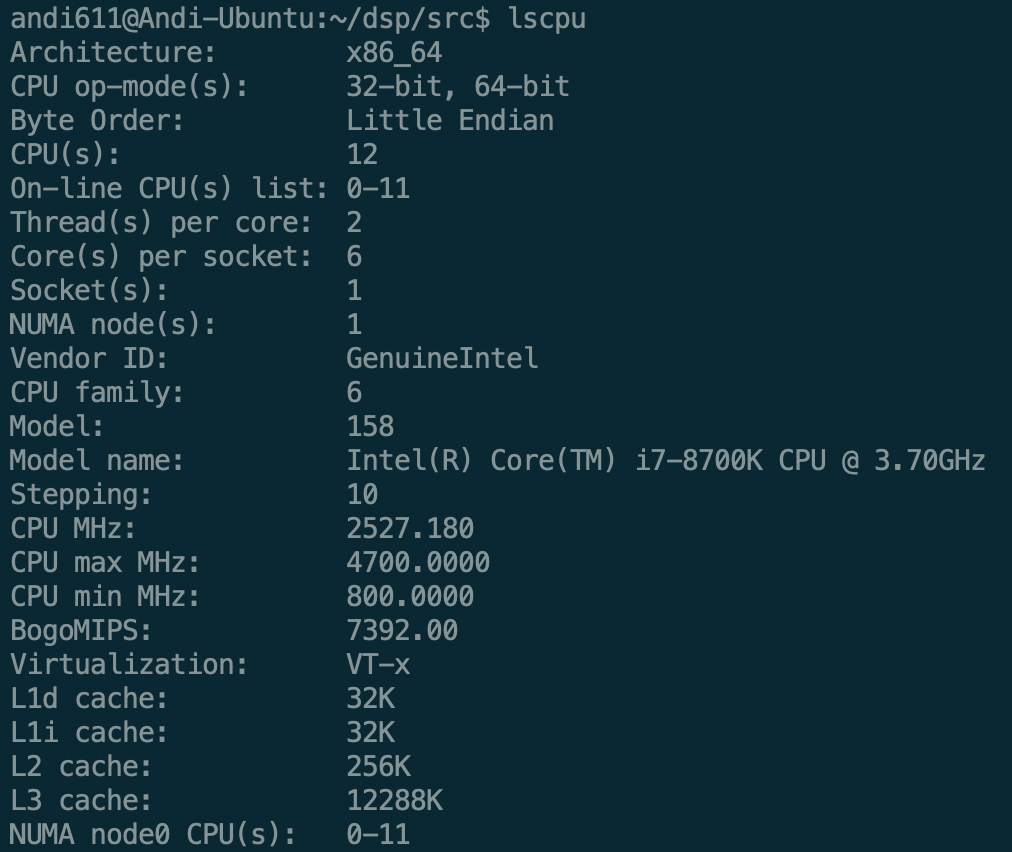 andi611@Andi-Ubuntu:~/dsp/src$ lscpu
Architecture:        x86_64
CPU op-mode(s):      32-bit, 64-bit
Byte Order:          Little Endian
CPU(s):              12
On-line CPU(s) list: 0-11
Thread(s) per core:  2
Core(s) per socket:  6
Socket(s):           1
NUMA node(s):        1
Vendor ID:           GenuineIntel
CPU family:          6
Model:               158
Model name:          Intel(R) Core(TM) i7-8700K CPU @ 3.70GHz
Stepping:            10
CPU MHz:             2527.180
CPU max MHz:         4700.0000
CPU min MHz:         800.0000
BogoMIPS:            7392.00
Virtualization:      VT-x
L1d cache:           32K
L1i cache:           32K
L2 cache:            256K
L3 cache:            12288K
NUMA node0 CPU(s):   0-11